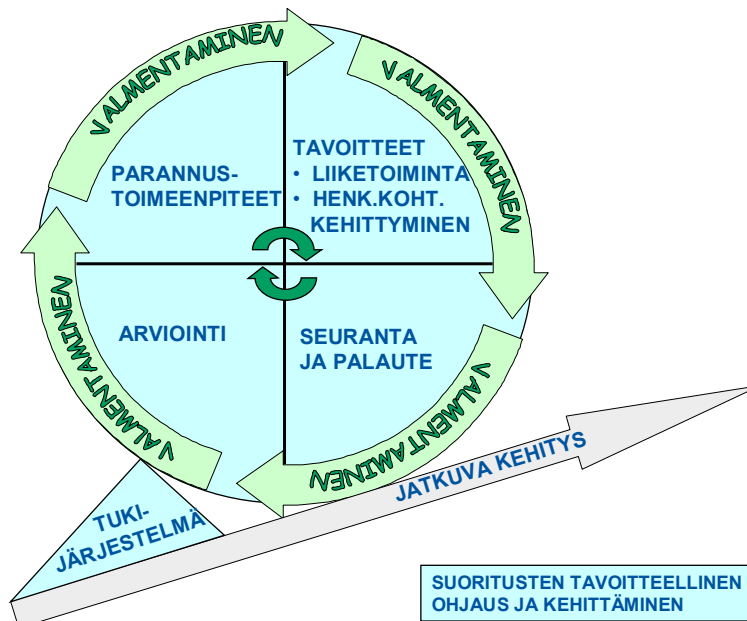 VALMENTAMINEN
VALMENTAMINEN
PARANNUS-
TOIMEENPITEET
TAVOITTEET
• LIIKETOIMINTA
• HENK.KOHT.
KEHITTYMINEN
ARVIOINTI
SEURANTA
JA PALAUTE
VALMENTAMINEN
VALMENTAMINEN
TUKI-
JÄRJESTELMÄ
JATKUVA KEHITYS
SUORITUSTEN TAVOITTEELLINEN
OHJAUS JA KEHITTÄMINEN